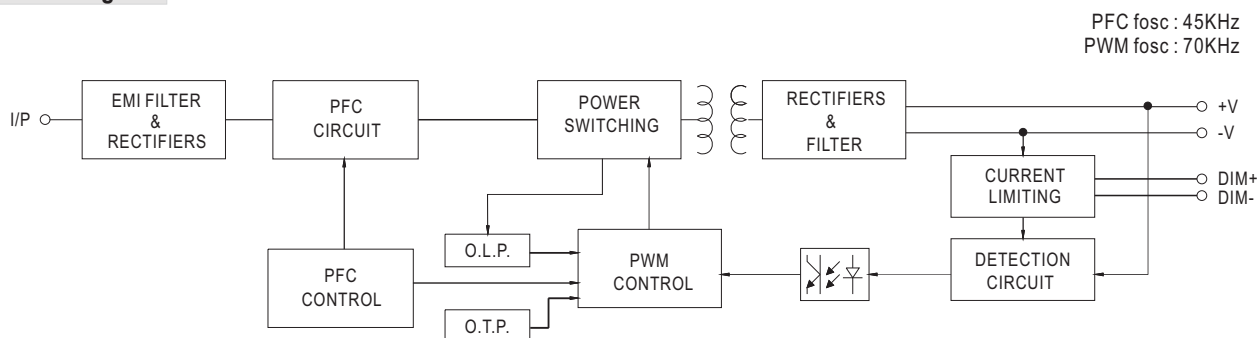 PFC fosc : 45KHz
PWM fosc : 70KHz
I/P
EMI FILTER
&
RECTIFIERS
PFC
CIRCUIT
POWER
SWITCHING
RECTIFIERS
&
FILTER
+V
-V
CURRENT
LIMITING
DIM+
DIM-
O.L.P.
PFC
CONTROL
PWM
CONTROL
DETECTION
CIRCUIT
O.T.P.